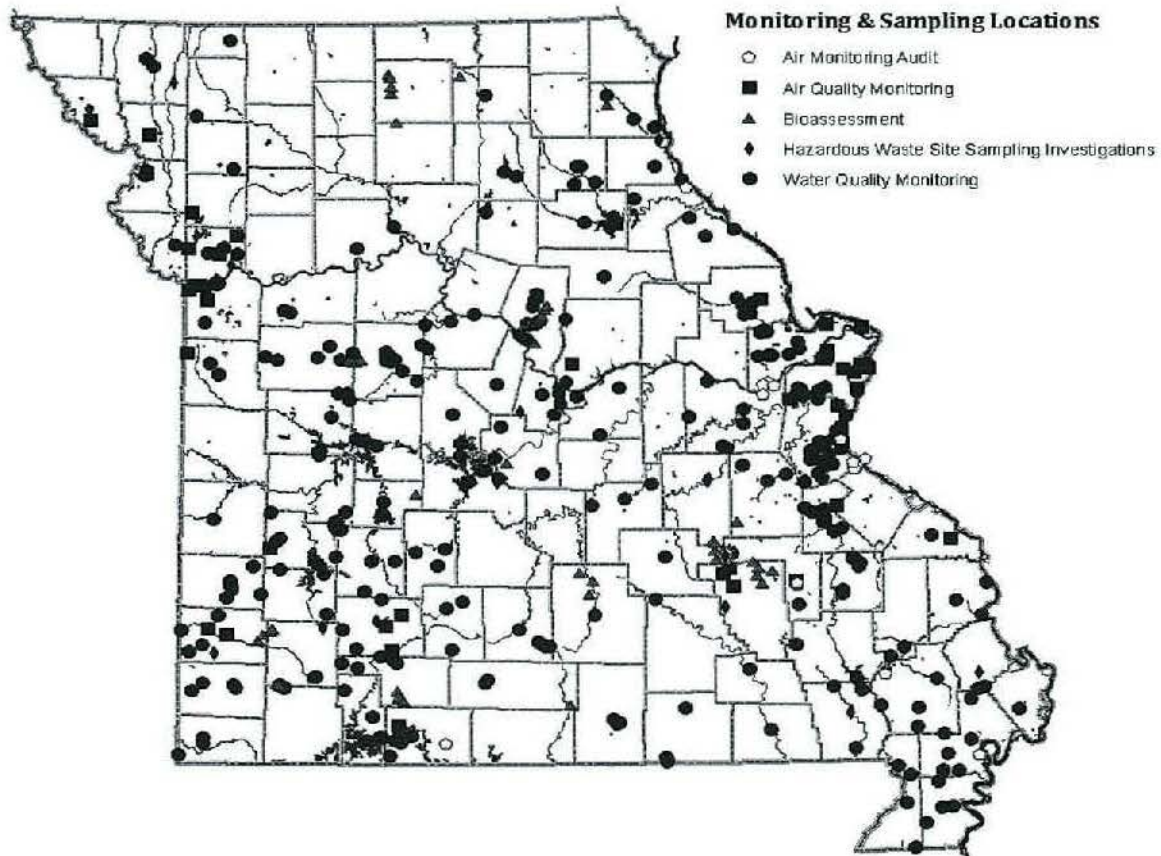 Monitoring & Sampling Locations
Air Monitoring Audit
Air Quality Monitoring
Bioassessment
Hazardous Waste Site Sampling Investigations
Water Quality Monitoring